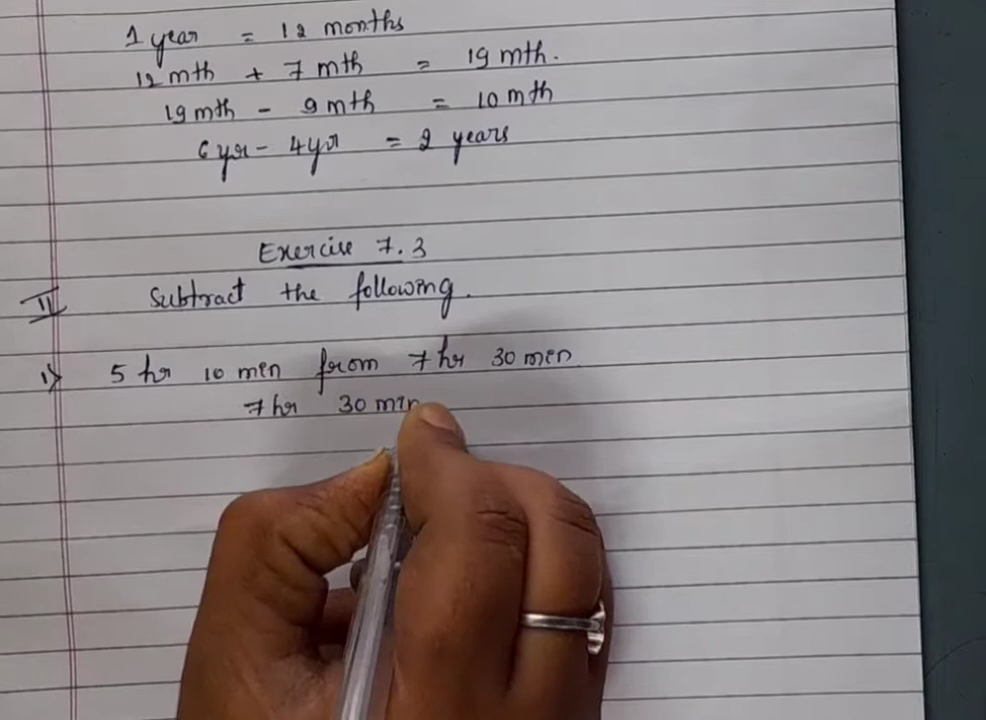 1 year = 12 months
12 mth + 7 mth = 19 mth.
19 mth - 9 mth = 10 mth
6 yr - 4 yr = 2 years
Exercise 7.3
II Subtract the following.
1) 5 hr 10 min from 7 hr 30 min
7 hr 30 min